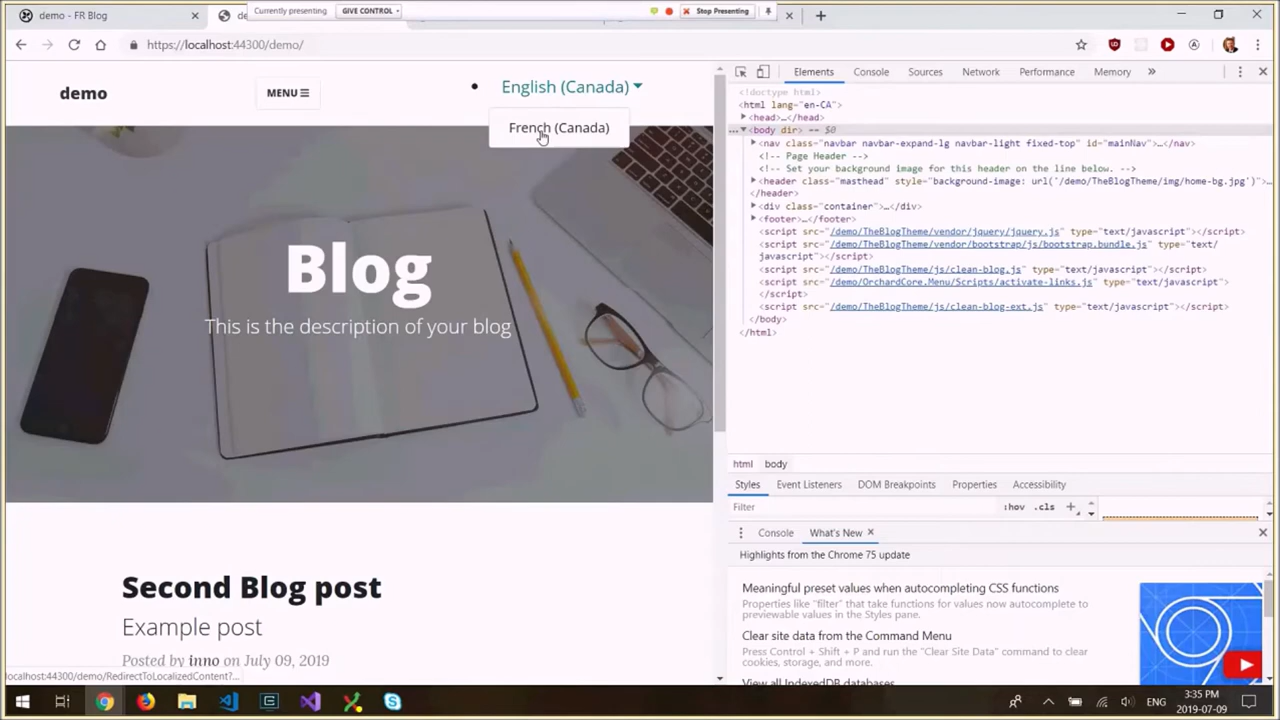 demo - FR Blog
Currently presenting
GIVE CONTROL
Stop Presenting
https://localhost:44300/demo/
demo
MENU
English (Canada)
French (Canada)
Blog
This is the description of your blog
Second Blog post
Example post
Posted by inno on July 09, 2019
localhost:44300/demo/RedirectToLocalizedContent?...
Elements
Console
Sources
Network
Performance
Memory
<!doctype html>
<html lang="en-CA">
<head>…</head>
<body dir> == $0
<nav class="navbar navbar-expand-lg navbar-light fixed-top" id="mainNav">…</nav>
<!-- Page Header -->
<!-- Set your background image for this header on the line below. -->
<header class="masthead" style="background-image: url('/demo/TheBlogTheme/img/home-bg.jpg')">…
</header>
<div class="container">…</div>
<footer>…</footer>
<script src="/demo/TheBlogTheme/vendor/jquery/jquery.js" type="text/javascript"></script>
<script src="/demo/TheBlogTheme/vendor/bootstrap/js/bootstrap.bundle.js" type="text/
javascript"></script>
<script src="/demo/TheBlogTheme/js/clean-blog.js" type="text/javascript"></script>
<script src="/demo/OrchardCore.Menu/Scripts/activate-links.js" type="text/javascript">
</script>
<script src="/demo/TheBlogTheme/js/clean-blog-ext.js" type="text/javascript"></script>
</body>
</html>
html body
Styles
Event Listeners
DOM Breakpoints
Properties
Accessibility
Filter
:hov .cls +
Console
What's New
Highlights from the Chrome 75 update
Meaningful preset values when autocompleting CSS functions
Properties like "filter" that take functions for values now autocomplete to
previewable values in the Styles pane.
Clear site data from the Command Menu
Press Control + Shift + P and run the "Clear Site Data" command to clear
cookies, storage, and more.
View all IndexedDB databases
ENG
3:35 PM
2019-07-09